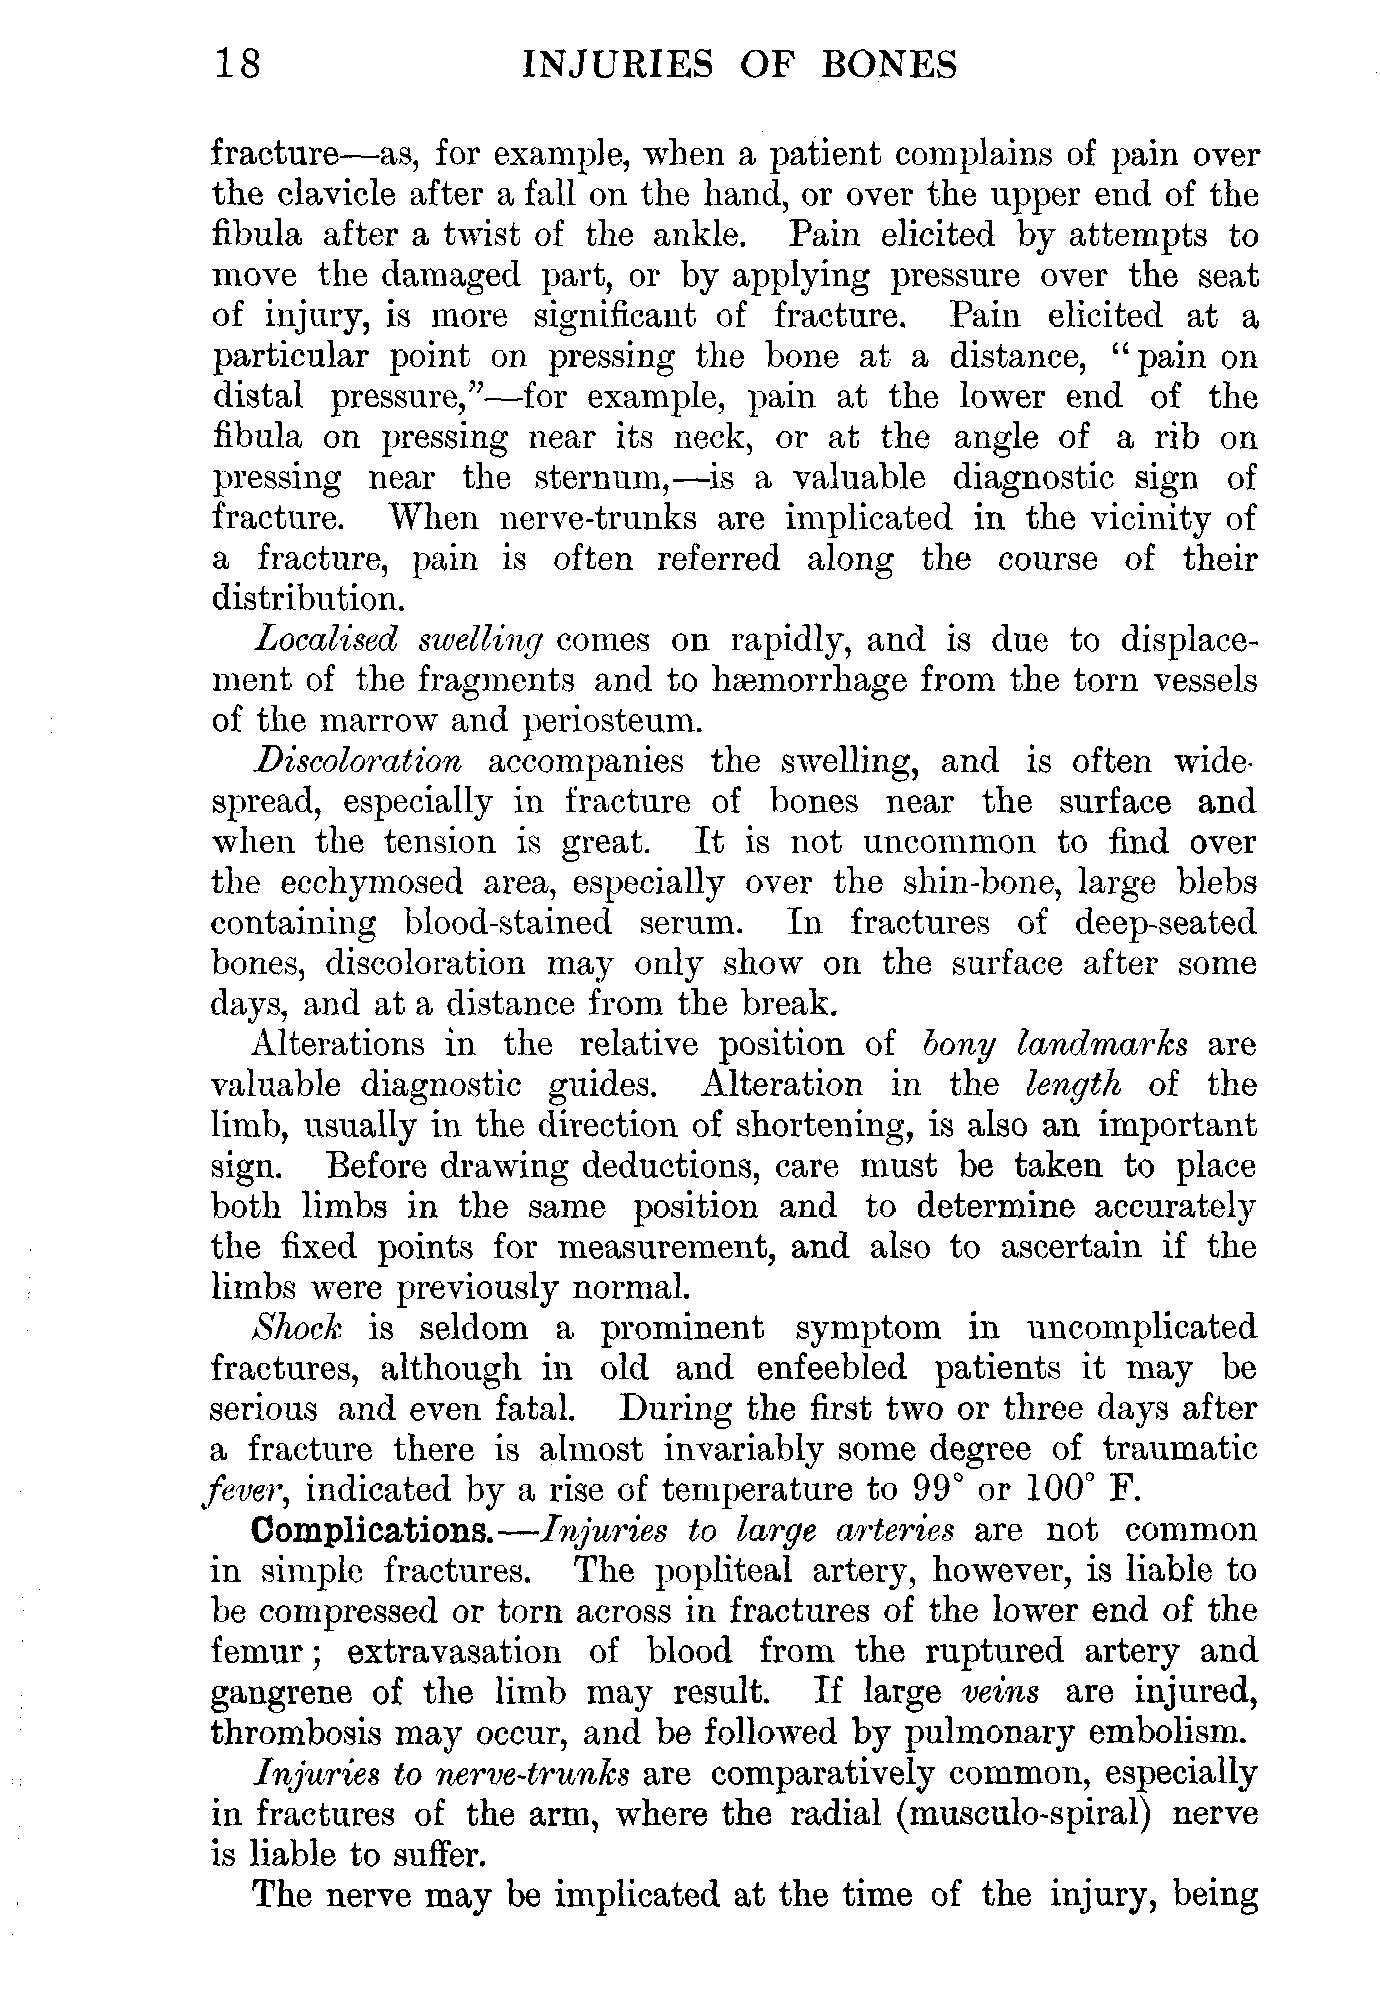 18 INJURIES OF BONES
fracture—as, for example, when a patient complains of pain over
the clavicle after a fall on the hand, or over the upper end of the
fibula after a twist of the ankle. Pain elicited by attempts to
move the damaged part, or by applying pressure over the seat
of injury, is more significant of fracture. Pain elicited at a
particular point on pressing the bone at a distance, “pain on
distal pressure,”—for example, pain at the lower end of the
fibula on pressing near its neck, or at the angle of a rib on
pressing near the sternum,—is a valuable diagnostic sign of
fracture. When nerve-trunks are implicated in the vicinity of
a fracture, pain is often referred along the course of their
distribution.
Localised swelling comes on rapidly, and is due to displace-
ment of the fragments and to hæmorrhage from the torn vessels
of the marrow and periosteum.
Discoloration accompanies the swelling, and is often wide-
spread, especially in fracture of bones near the surface and
when the tension is great. It is not uncommon to find over
the ecchymosed area, especially over the shin-bone, large blebs
containing blood-stained serum. In fractures of deep-seated
bones, discoloration may only show on the surface after some
days, and at a distance from the break.
Alterations in the relative position of bony landmarks are
valuable diagnostic guides. Alteration in the length of the
limb, usually in the direction of shortening, is also an important
sign. Before drawing deductions, care must be taken to place
both limbs in the same position and to determine accurately
the fixed points for measurement, and also to ascertain if the
limbs were previously normal.
Shock is seldom a prominent symptom in uncomplicated
fractures, although in old and enfeebled patients it may be
serious and even fatal. During the first two or three days after
a fracture there is almost invariably some degree of traumatic
fever, indicated by a rise of temperature to 99° or 100° F.
Complications.—Injuries to large arteries are not common
in simple fractures. The popliteal artery, however, is liable to
be compressed or torn across in fractures of the lower end of the
femur; extravasation of blood from the ruptured artery and
gangrene of the limb may result. If large veins are injured,
thrombosis may occur, and be followed by pulmonary embolism.
Injuries to nerve-trunks are comparatively common, especially
in fractures of the arm, where the radial (musculo-spiral) nerve
is liable to suffer.
The nerve may be implicated at the time of the injury, being